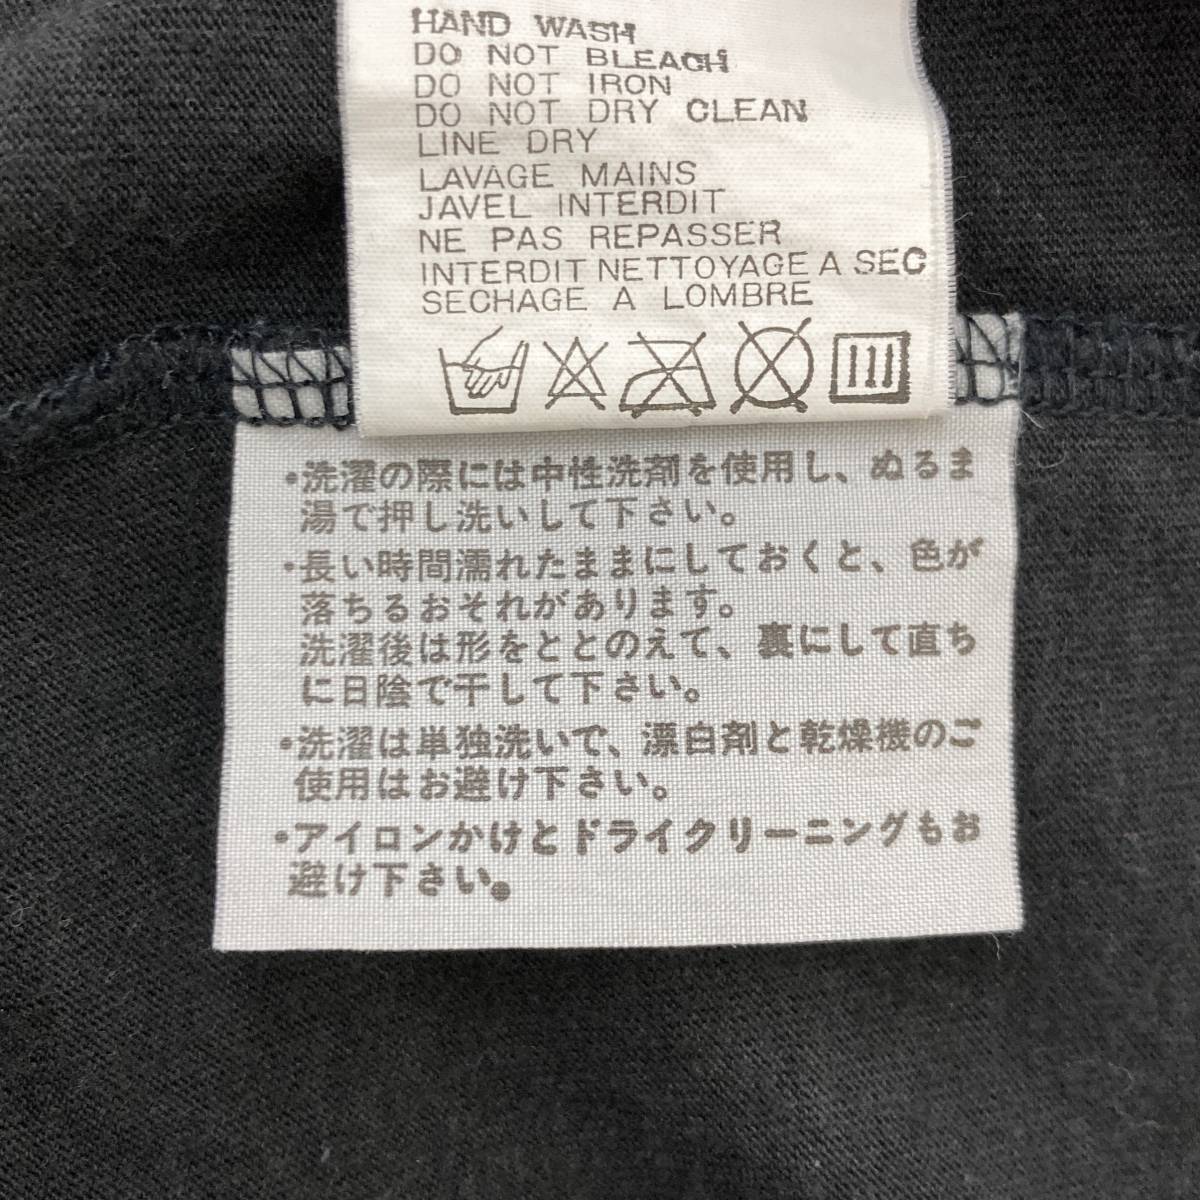 HAND WASH
DO NOT BLEACH
DO NOT IRON
DO NOT DRY CLEAN
LINE DRY
LAVAGE MAINS
JAVEL INTERDIT
NE PAS REPASSER
INTERDIT NETTOYAGE A SEC
SECHAGE A LOMBRE
•洗濯の際には中性洗剤を使用し、ぬるま
湯で押し洗いして下さい。
•長い時間濡れたままにしておくと、色が
落ちるおそれがあります。
洗濯後は形をととのえて、裏にして直ち
に日陰で干して下さい。
•洗濯は単独洗いで、漂白剤と乾燥機のご
使用はお避け下さい。
•アイロンかけとドライクリーニングもお
避け下さい。